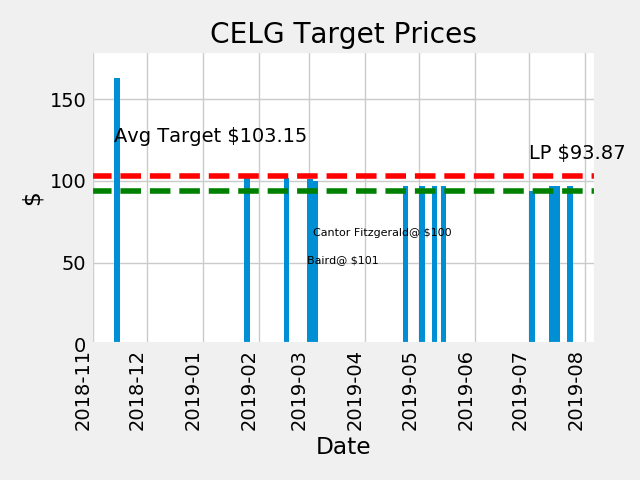 CELG Target Prices
150
100
50
0
$
Avg Target $103.15
LP $93.87
Cantor Fitzgerald@ $100
Baird@ $101
2018-11
2018-12
2019-01
2019-02
2019-03
2019-04
2019-05
2019-06
2019-07
2019-08
Date